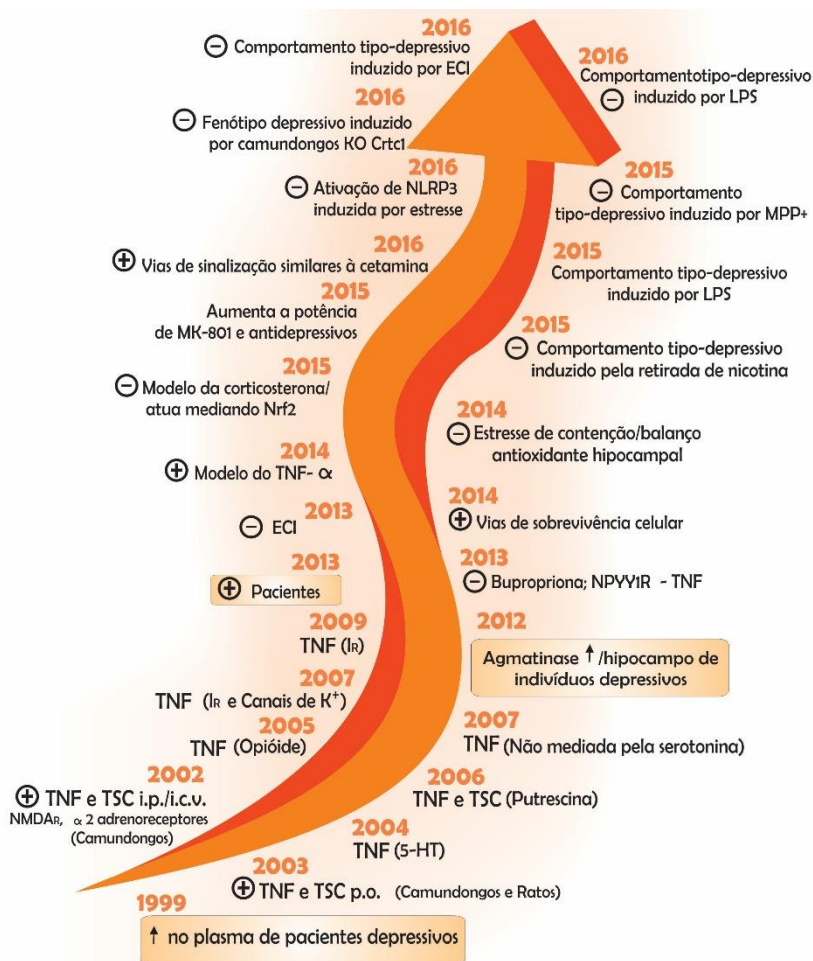 2016
⊖ Comportamento tipo-depressivo
induzido por ECI
2016
⊖ Fenótipo depressivo induzido
por camundongos KO Crtc1
2016
⊖ Ativação de NLRP3
induzida por estresse
2016
⊕ Vias de sinalização similares à cetamina
2015
Aumenta a potência
de MK-801 e antidepressivos
2015
⊖ Modelo da corticosterona/
atua mediando Nrf2
2014
⊕ Modelo do TNF- α
2013
⊖ ECI
2013
⊕ Pacientes
2009
TNF (IR)
2007
TNF (IR e Canais de K+)
2005
TNF (Opióide)
2002
⊕ TNF e TSC i.p./i.c.v.
NMDAR, α 2 adrenoreceptores
(Camundongos)
2016
Comportamentotipo-depressivo
⊖ induzido por LPS
2015
⊖ Comportamento
tipo-depressivo induzido por MPP+
2015
Comportamento tipo-depressivo
induzido por LPS
2015
⊖ Comportamento tipo-depressivo
induzido pela retirada de nicotina
2014
⊖ Estresse de contenção/balanço
antioxidante hipocampal
2014
⊕ Vias de sobrevivência celular
2013
⊖ Bupropriona; NPYY1R - TNF
2012
Agmatinase ↑ /hipocampo de
indivíduos depressivos
2007
TNF (Não mediada pela serotonina)
2006
TNF e TSC (Putrescina)
2004
TNF (5-HT)
2003
⊕ TNF e TSC p.o. (Camundongos e Ratos)
1999
↑ no plasma de pacientes depressivos